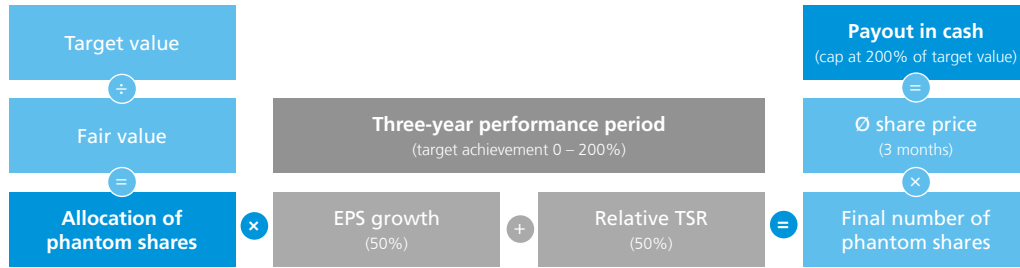 Target value
÷
Fair value
=
Allocation of
phantom shares
×
Three-year performance period
(target achievement 0 – 200%)
EPS growth
(50%)
+
Relative TSR
(50%)
=
Payout in cash
(cap at 200% of target value)
=
Ø share price
(3 months)
×
Final number of
phantom shares